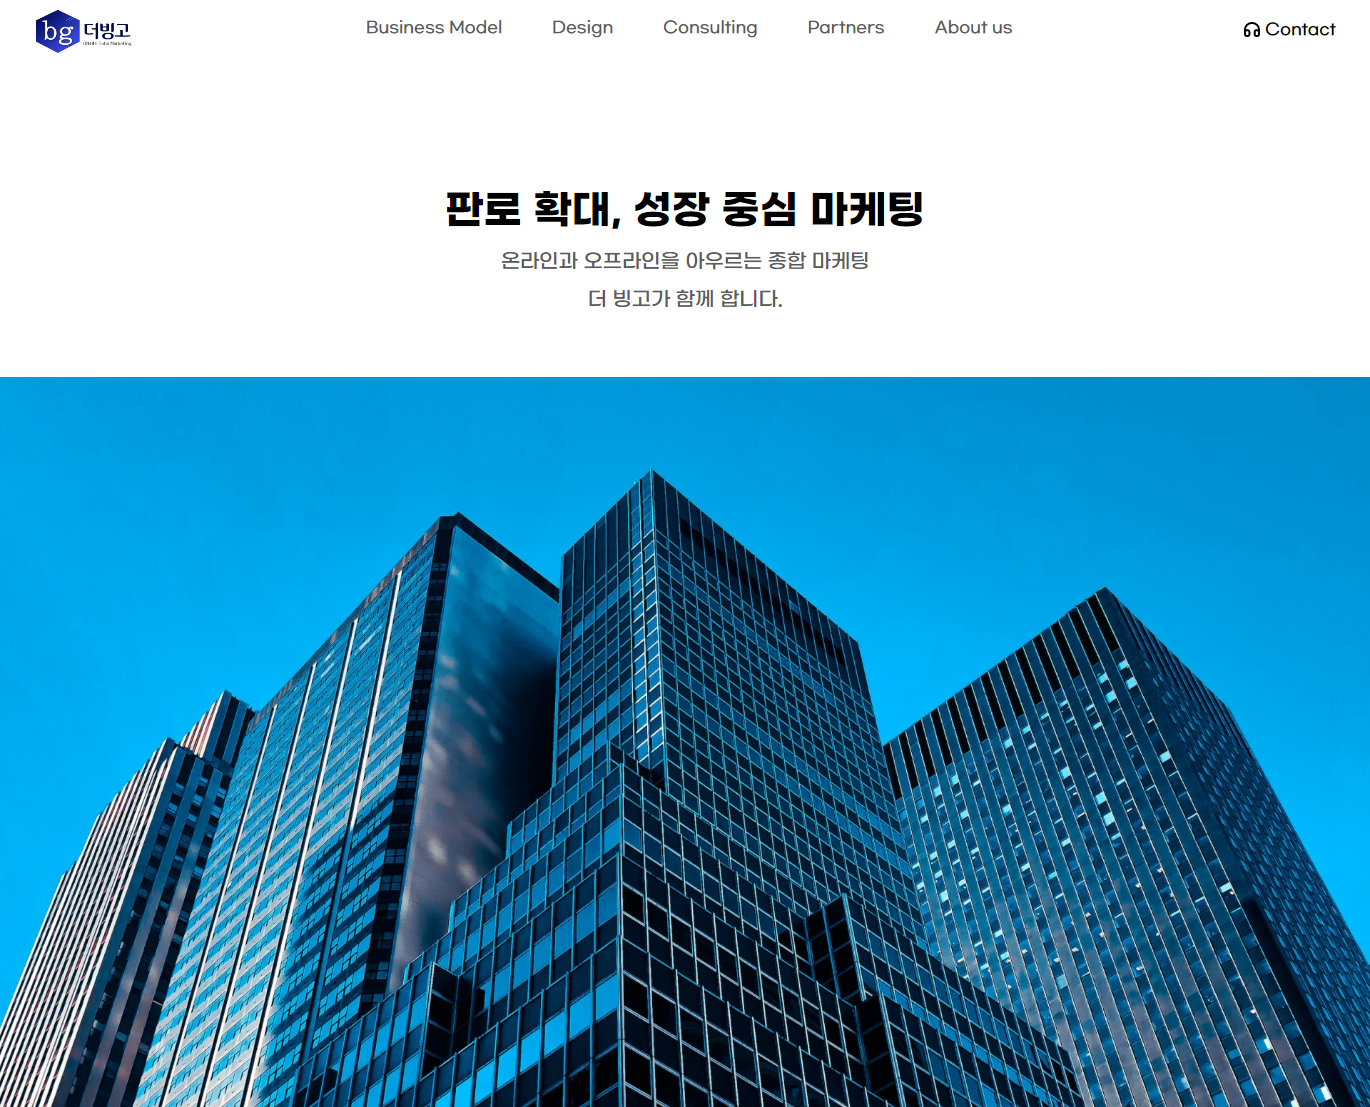 bg 더빙고
Business Model
Design
Consulting
Partners
About us
Contact
판로 확대, 성장 중심 마케팅
온라인과 오프라인을 아우르는 종합 마케팅
더 빙고가 함께 합니다.